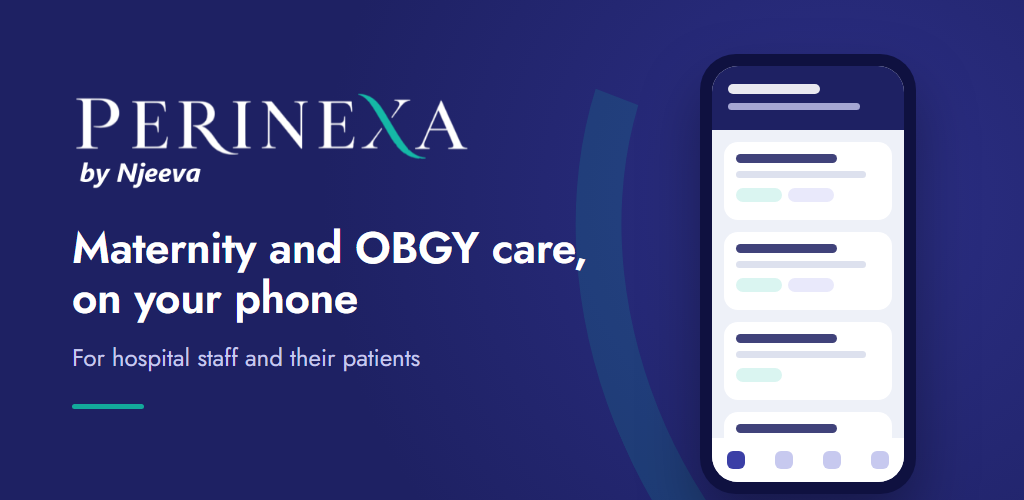 PERINEXA
by Njeeva
Maternity and OBGY care,
on your phone
For hospital staff and their patients